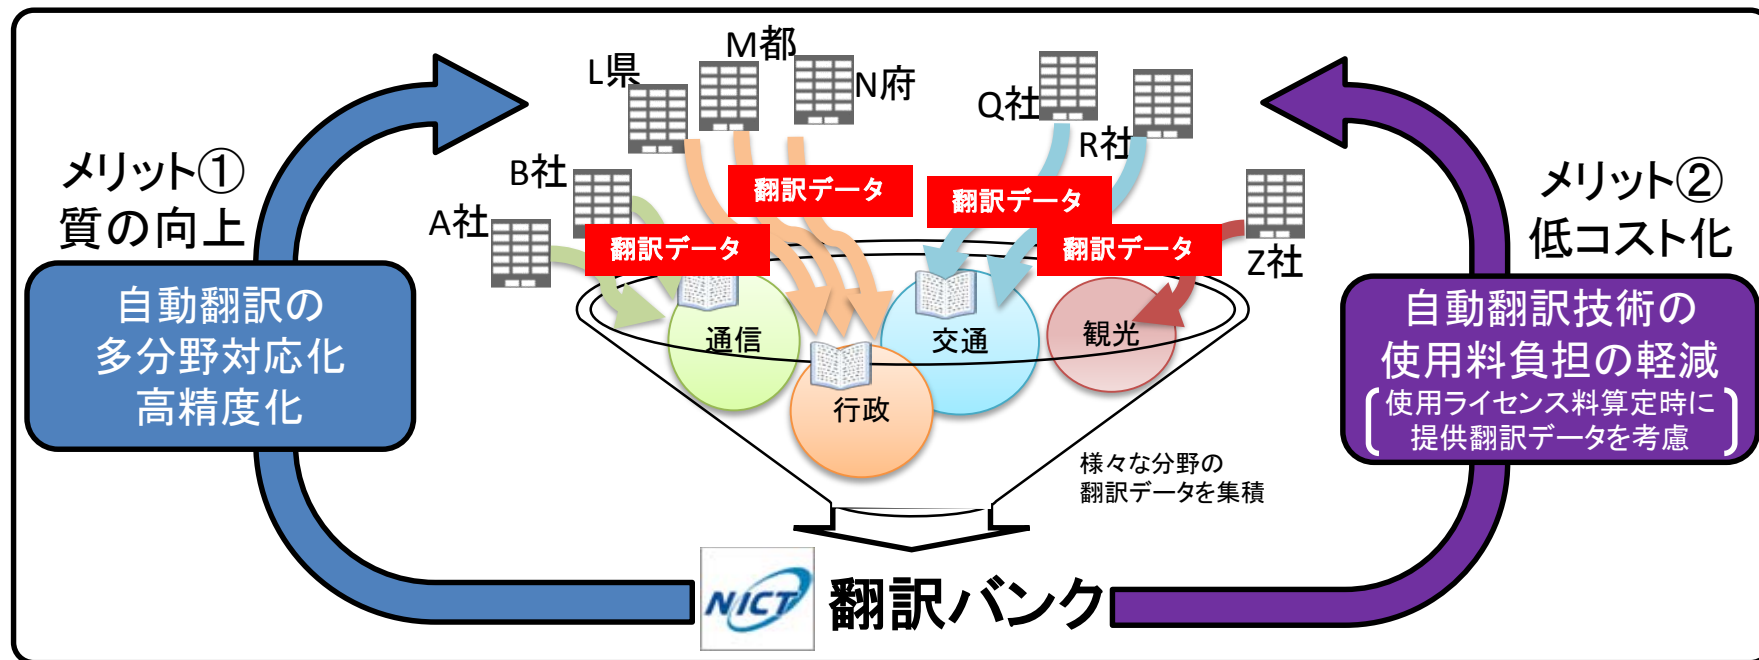 メリット①
質の向上
自動翻訳の
多分野対応化
高精度化
A社
B社
L県
M都
N府
Q社
R社
Z社
翻訳データ
翻訳データ
翻訳データ
翻訳データ
通信
行政
交通
観光
様々な分野の
翻訳データを集積
メリット②
低コスト化
自動翻訳技術の
使用料負担の軽減
(使用ライセンス料算定時に
提供翻訳データを考慮)
NICT
翻訳バンク